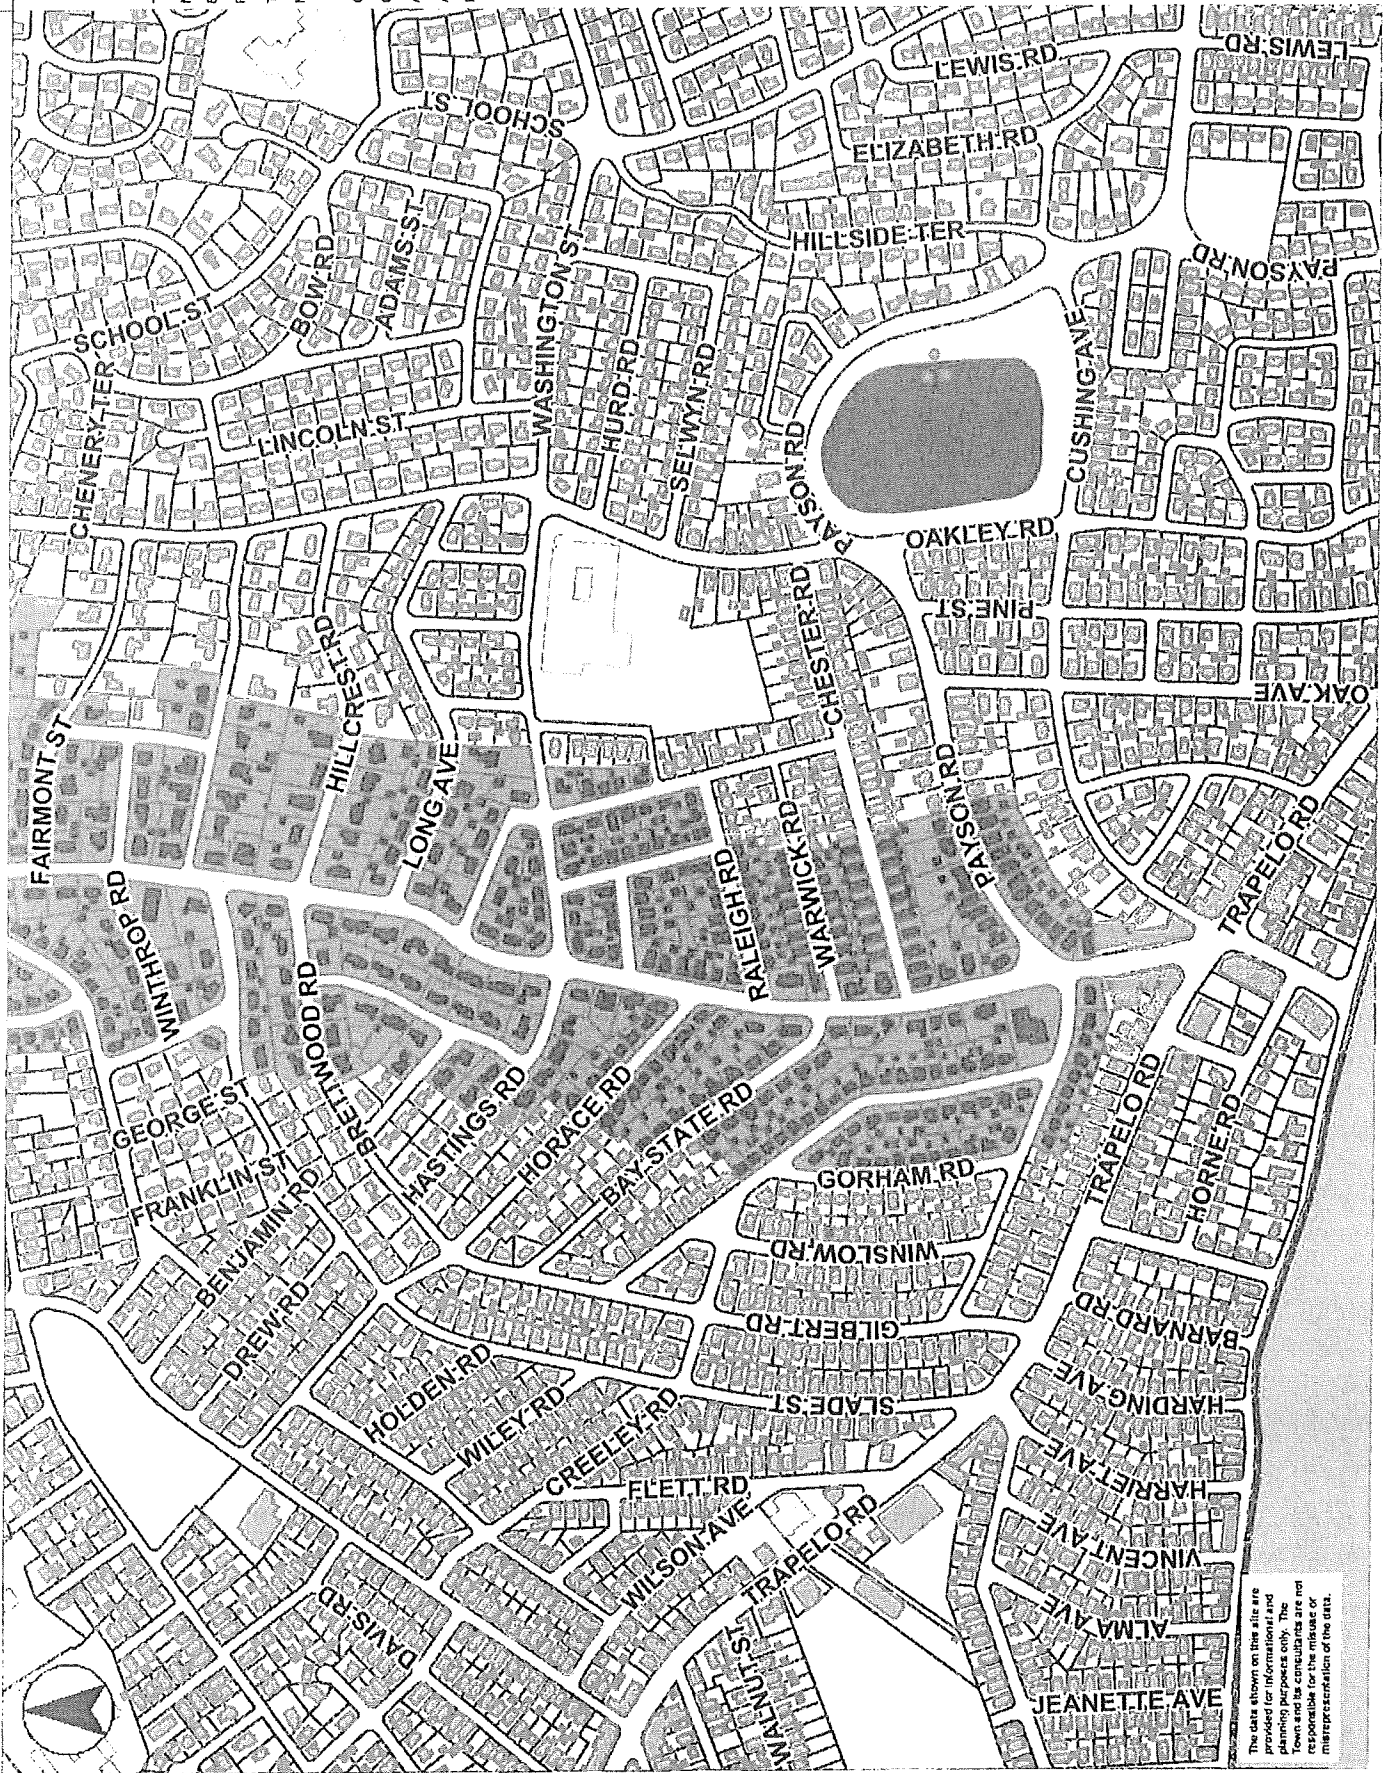 LEWIS RD
LEWIS RD
SCHOOL ST
ELIZABETH RD
HILLSIDE TER
PAYSON RD
BOW RD
ADAMS ST
WASHINGTON ST
SCHOOL ST
CHENERY TER
HURD RD
SELWYN RD
LINCOLN ST
CUSHING AVE
PAYSON RD
OAKLEY RD
PINE ST
CHESTER RD
HILLCREST RD
OAK AVE
FAIRMONT ST
LONG AVE
PAYSON RD
WARWICK RD
RALEIGH RD
TRAPELO RD
WINTHROP RD
BRETTWOOD RD
GEORGE ST
FRANKLIN ST
HASTINGS RD
HORACE RD
BAY STATE RD
TRAPELO RD
HORNE RD
GORHAM RD
BENJAMIN RD
WINSLOW RD
DREW RD
GILBERT RD
BARNARD RD
HOLDEN RD
WILEY RD
CREELEY RD
SLADE ST
HARDING AVE
HARRIET AVE
FLETT RD
WILSON AVE
TRAPELO RD
VINCENT AVE
DAVIS RD
ALMA AVE
WALNUT ST
JEANETTE AVE
The data shown on this site are
provided for informational and
planning purposes only. The
Town and its consultants are not
responsible for the misuse or
misrepresentation of the data.